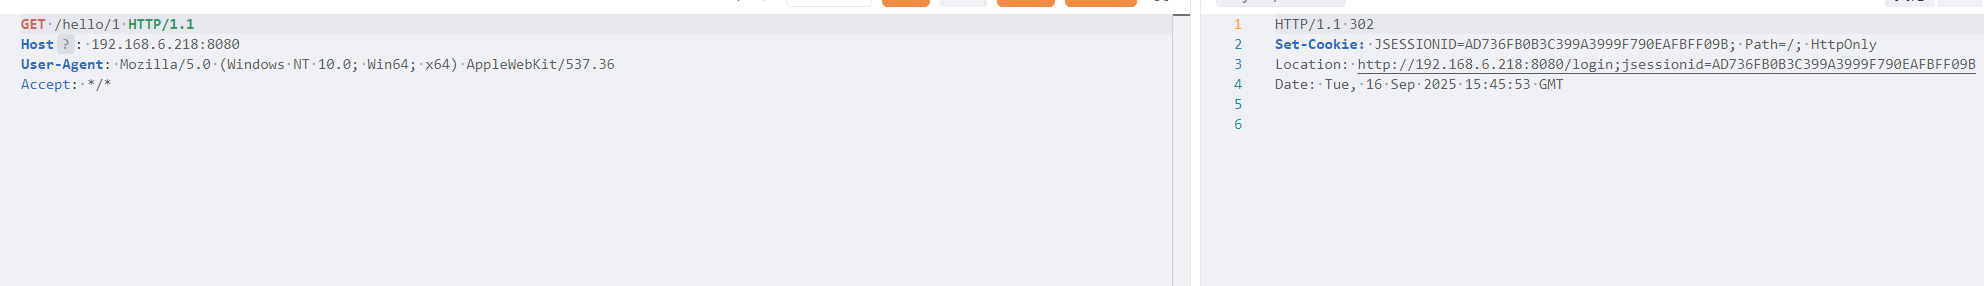 GET /hello/1 HTTP/1.1
Host ? : 192.168.6.218:8080
User-Agent: Mozilla/5.0 (Windows NT 10.0; Win64; x64) AppleWebKit/537.36
Accept: */*
1 HTTP/1.1 302
2 Set-Cookie: JSESSIONID=AD736FB0B3C399A3999F790EAFBFF09B; Path=/; HttpOnly
3 Location: http://192.168.6.218:8080/login;jsessionid=AD736FB0B3C399A3999F790EAFBFF09B
4 Date: Tue, 16 Sep 2025 15:45:53 GMT
5
6